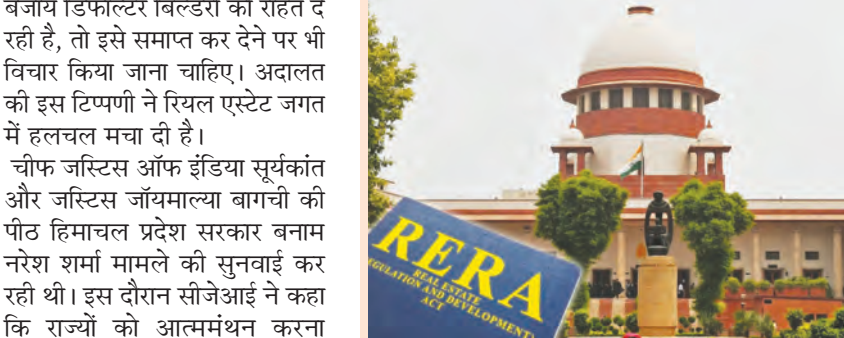 बजाय डिफॉल्टर बिल्डरों को राहत दे
रही है, तो इसे समाप्त कर देने पर भी
विचार किया जाना चाहिए। अदालत
की इस टिप्पणी ने रियल एस्टेट जगत
में हलचल मचा दी है।
चीफ जस्टिस ऑफ इंडिया सूर्यकांत
और जस्टिस जॉयमाल्या बागची की
पीठ हिमाचल प्रदेश सरकार बनाम
नरेश शर्मा मामले की सुनवाई कर
रही थी। इस दौरान सीजेआई ने कहा
कि राज्यों को आत्ममंथन करना
RERA
REAL ESTATE
EGULATION AND DEVELOPMENT
ACT